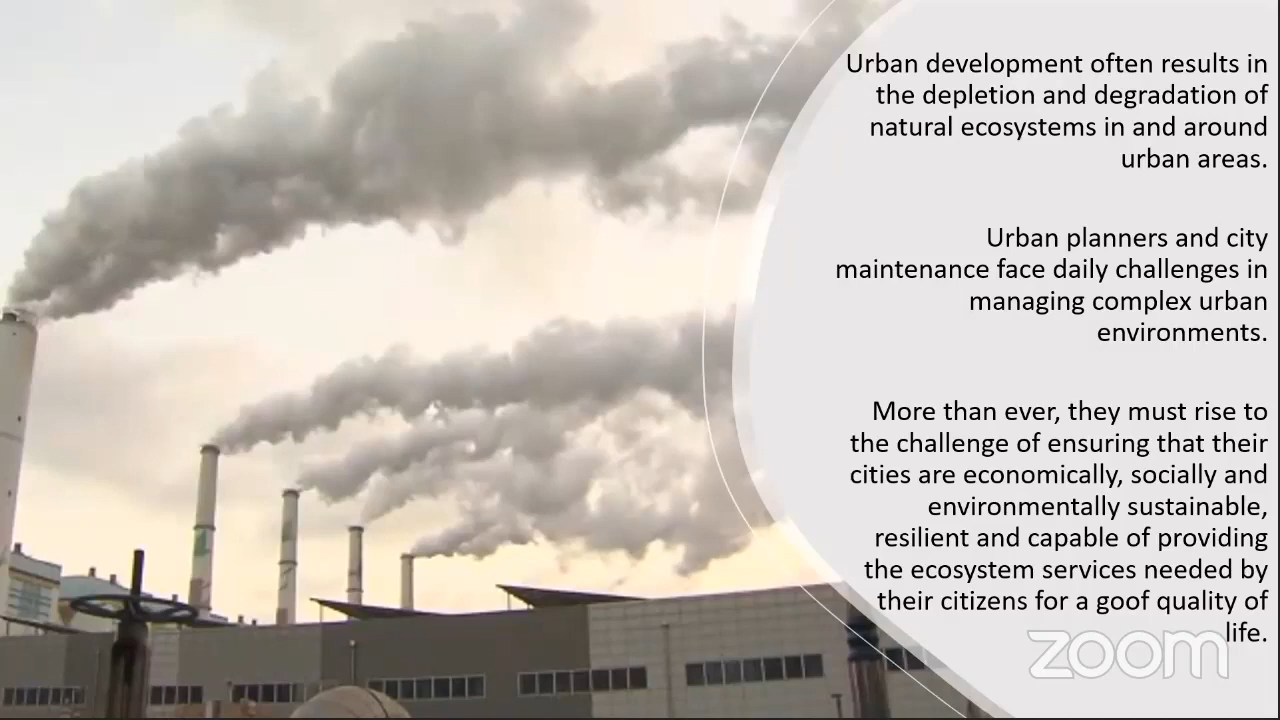 Urban development often results in
the depletion and degradation of
natural ecosystems in and around
urban areas.
Urban planners and city
maintenance face daily challenges in
managing complex urban
environments.
More than ever, they must rise to
the challenge of ensuring that their
cities are economically, socially and
environmentally sustainable,
resilient and capable of providing
the ecosystem services needed by
their citizens for a goof quality of
life.
zoom